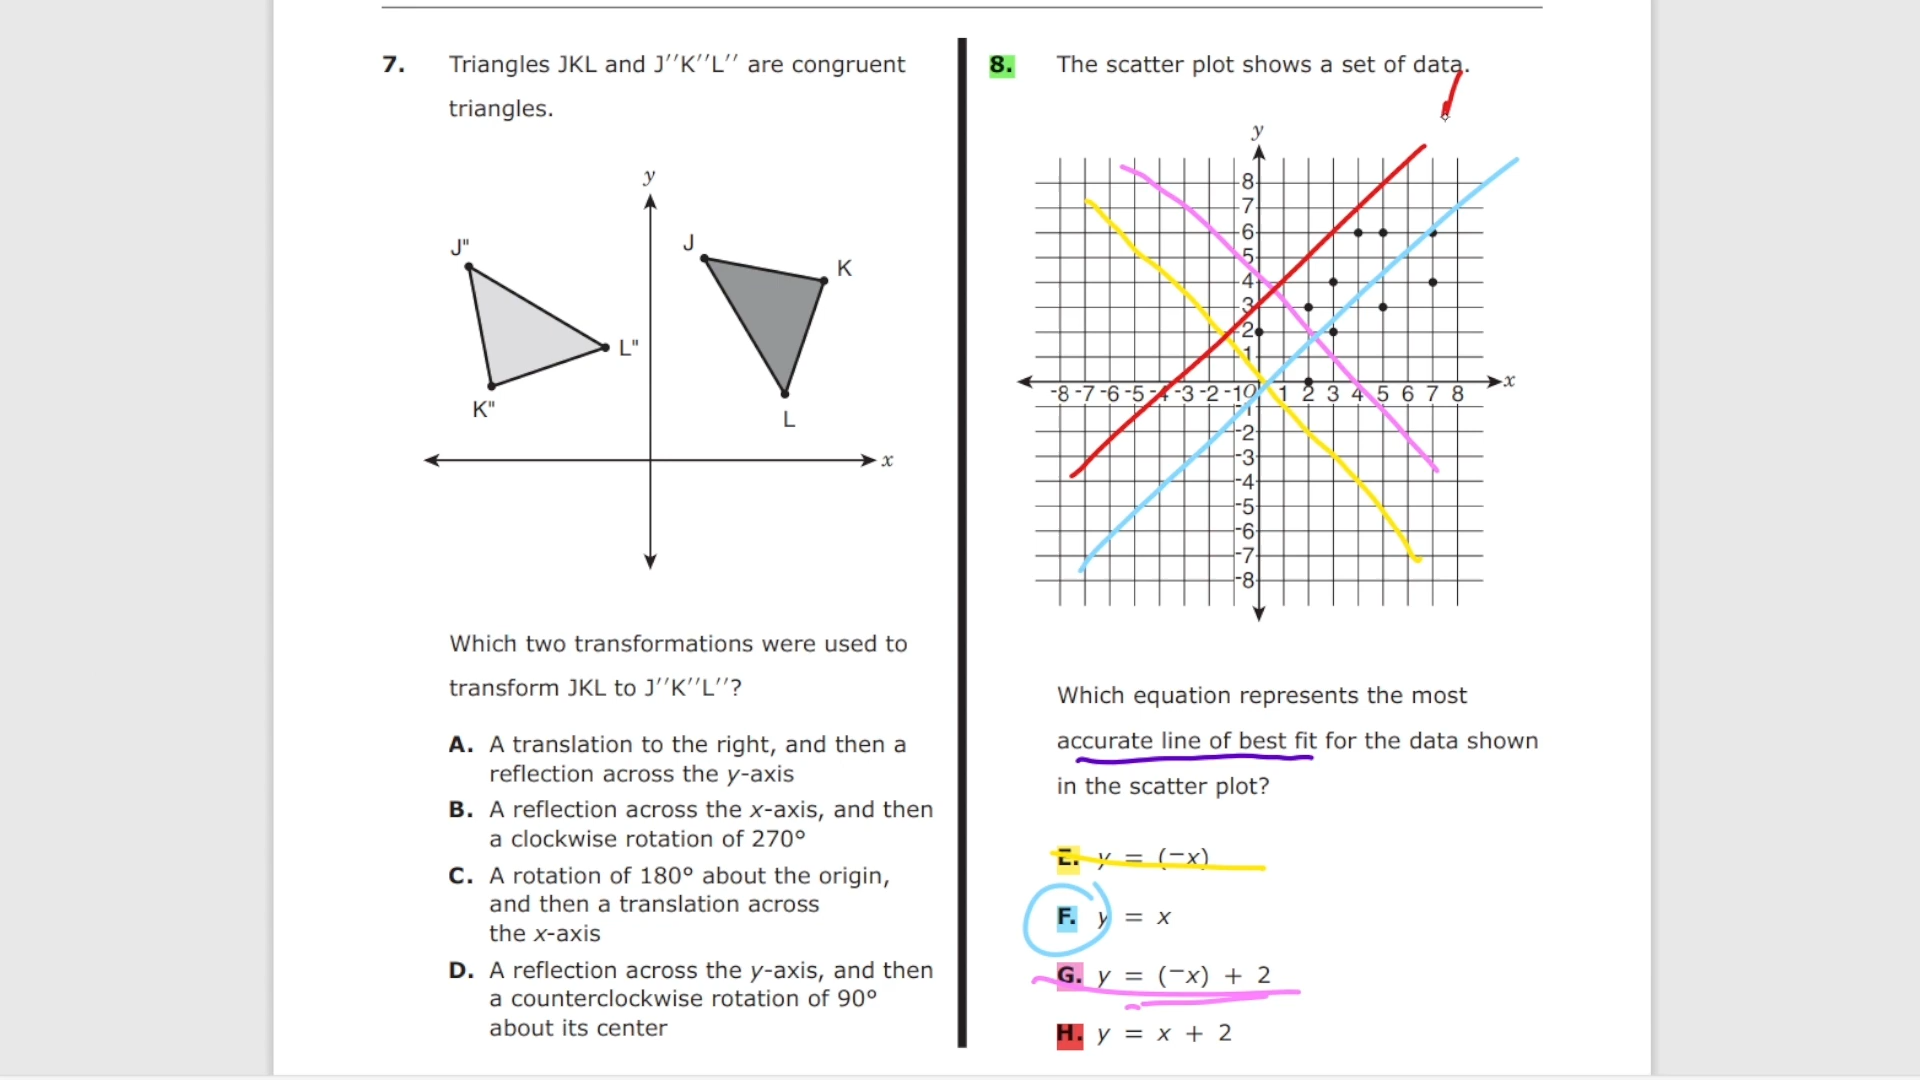 7.
Triangles JKL and J′′K′′L′′ are congruent
triangles.
y
J"
J
K
L"
K"
L
x
Which two transformations were used to
transform JKL to J′′K′′L′′?
A. A translation to the right, and then a
reflection across the y-axis
B. A reflection across the x-axis, and then
a clockwise rotation of 270°
C. A rotation of 180° about the origin,
and then a translation across
the x-axis
D. A reflection across the y-axis, and then
a counterclockwise rotation of 90°
about its center
8.
The scatter plot shows a set of data.
y
8
7
6
5
4
3
2
1
-8 -7 -6 -5 -4 -3 -2 -1 0 1 2 3 4 5 6 7 8
x
-1
-2
-3
-4
-5
-6
-7
-8
Which equation represents the most
accurate line of best fit for the data shown
in the scatter plot?
E. y = (⁻x)
F. y = x
G. y = (⁻x) + 2
H. y = x + 2